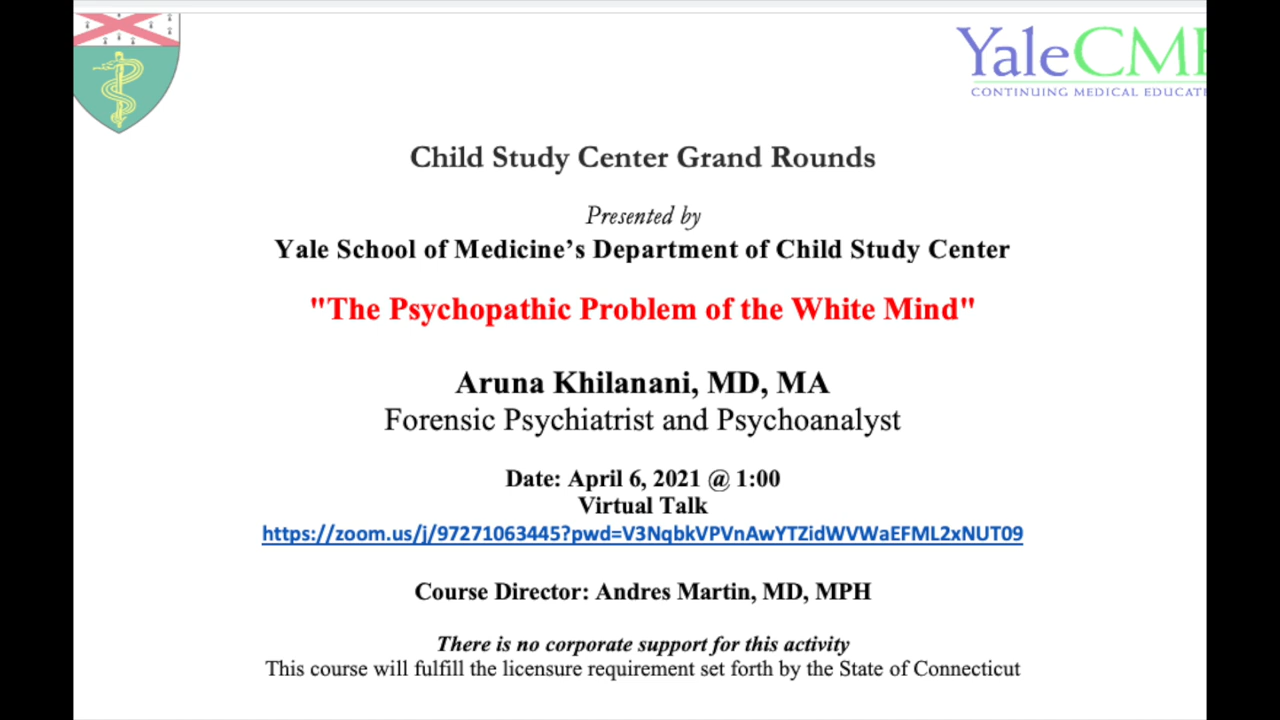 YaleCME
CONTINUING MEDICAL EDUCAT
Child Study Center Grand Rounds
Presented by
Yale School of Medicine’s Department of Child Study Center
"The Psychopathic Problem of the White Mind"
Aruna Khilanani, MD, MA
Forensic Psychiatrist and Psychoanalyst
Date: April 6, 2021 @ 1:00
Virtual Talk
https://zoom.us/j/97271063445?pwd=V3NqbkVPVnAwYTZidWVWaEFML2xNUT09
Course Director: Andres Martin, MD, MPH
There is no corporate support for this activity
This course will fulfill the licensure requirement set forth by the State of Connecticut